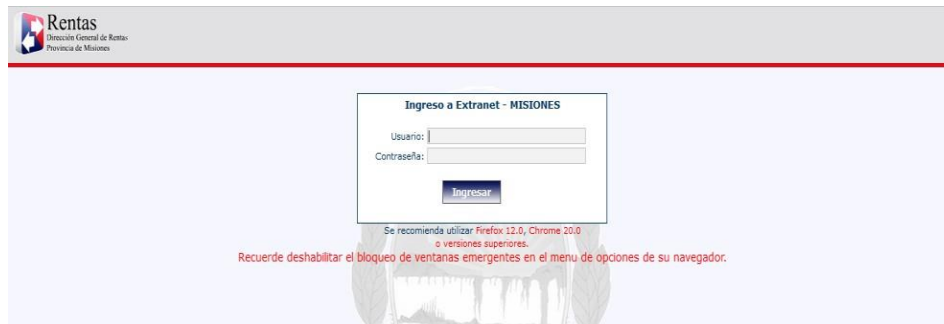 Rentas
Dirección General de Rentas
Provincia de Misiones
Ingreso a Extranet - MISIONES
Usuario:
Contraseña:
Ingresar
Se recomienda utilizar Firefox 12.0, Chrome 20.0
o versiones superiores.
Recuerde deshabilitar el bloqueo de ventanas emergentes en el menu de opciones de su navegador.